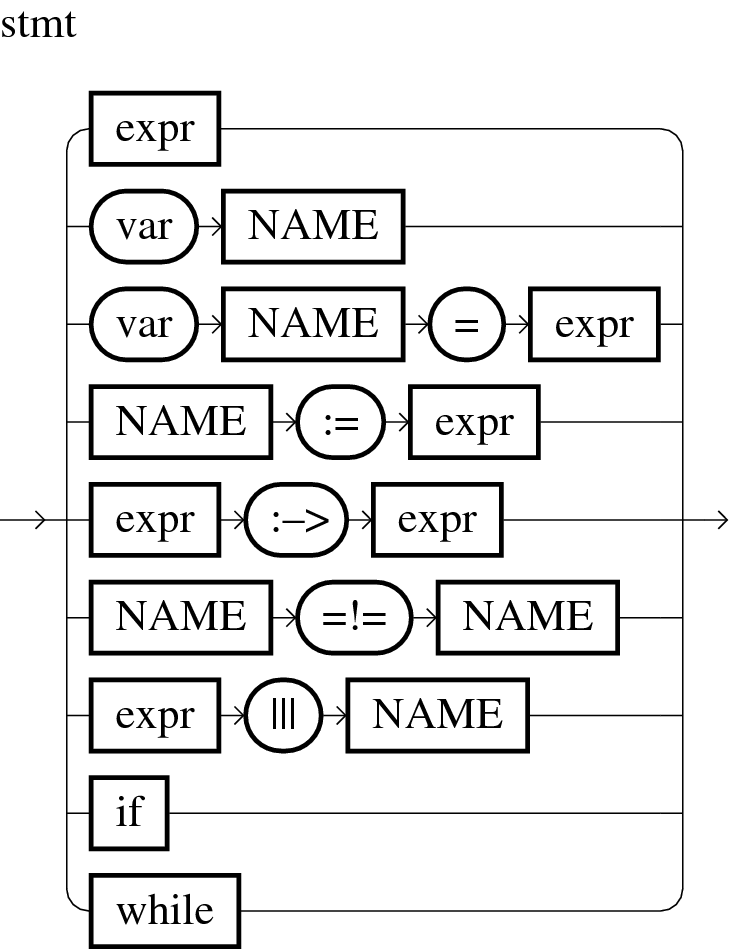 stmt
expr
var NAME
var NAME = expr
NAME := expr
expr :–> expr
NAME =!= NAME
expr ||| NAME
if
while